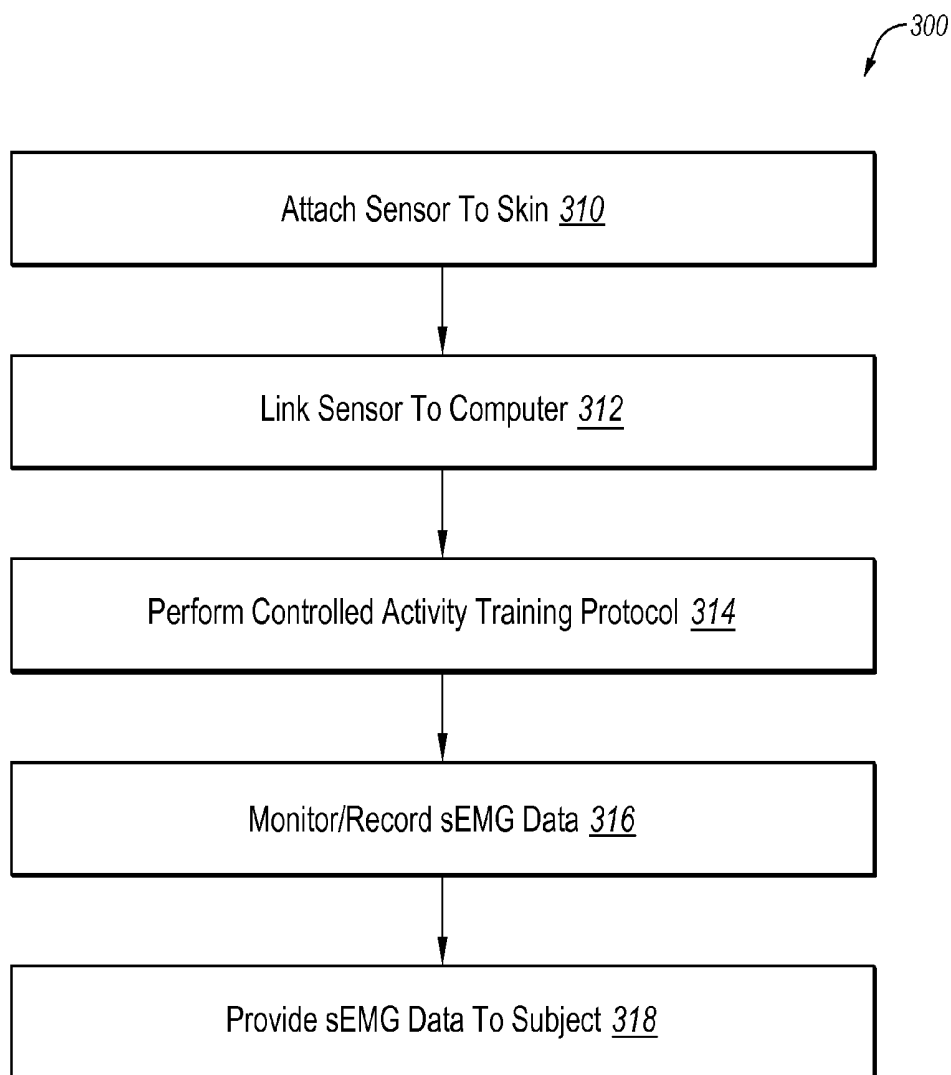 300
Attach Sensor To Skin 310
Link Sensor To Computer 312
Perform Controlled Activity Training Protocol 314
Monitor/Record sEMG Data 316
Provide sEMG Data To Subject 318